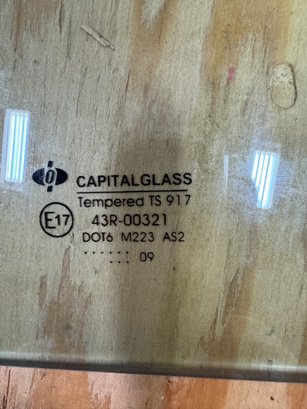 CAPITALGLASS
Tempered TS 917
E17 43R-00321
DOT6 M223 AS2
....... ...... 09